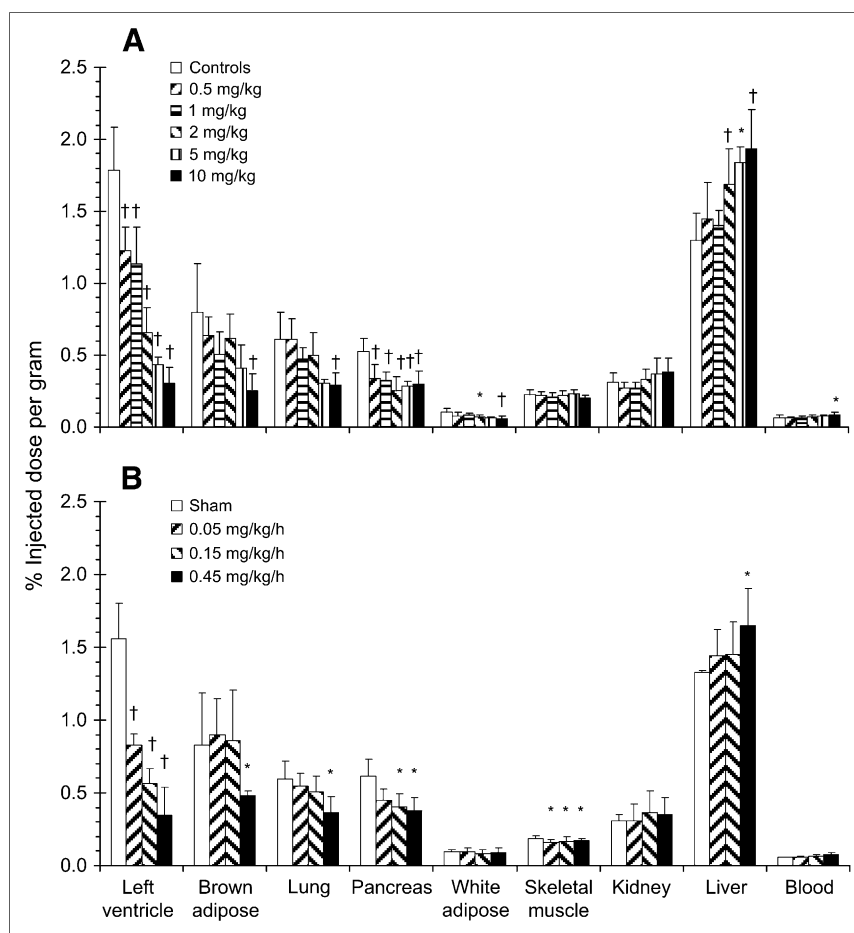 A
% Injected dose per gram
2.5
2.0
1.5
1.0
0.5
0.0
Controls
0.5 mg/kg
1 mg/kg
2 mg/kg
5 mg/kg
10 mg/kg
† † † † †
†
†
† † † † †
* †
† * †
*
B
2.5
2.0
1.5
1.0
0.5
0.0
Sham
0.05 mg/kg/h
0.15 mg/kg/h
0.45 mg/kg/h
† † †
*
*
* *
* * *
*
Left ventricle
Brown adipose
Lung
Pancreas
White adipose
Skeletal muscle
Kidney
Liver
Blood